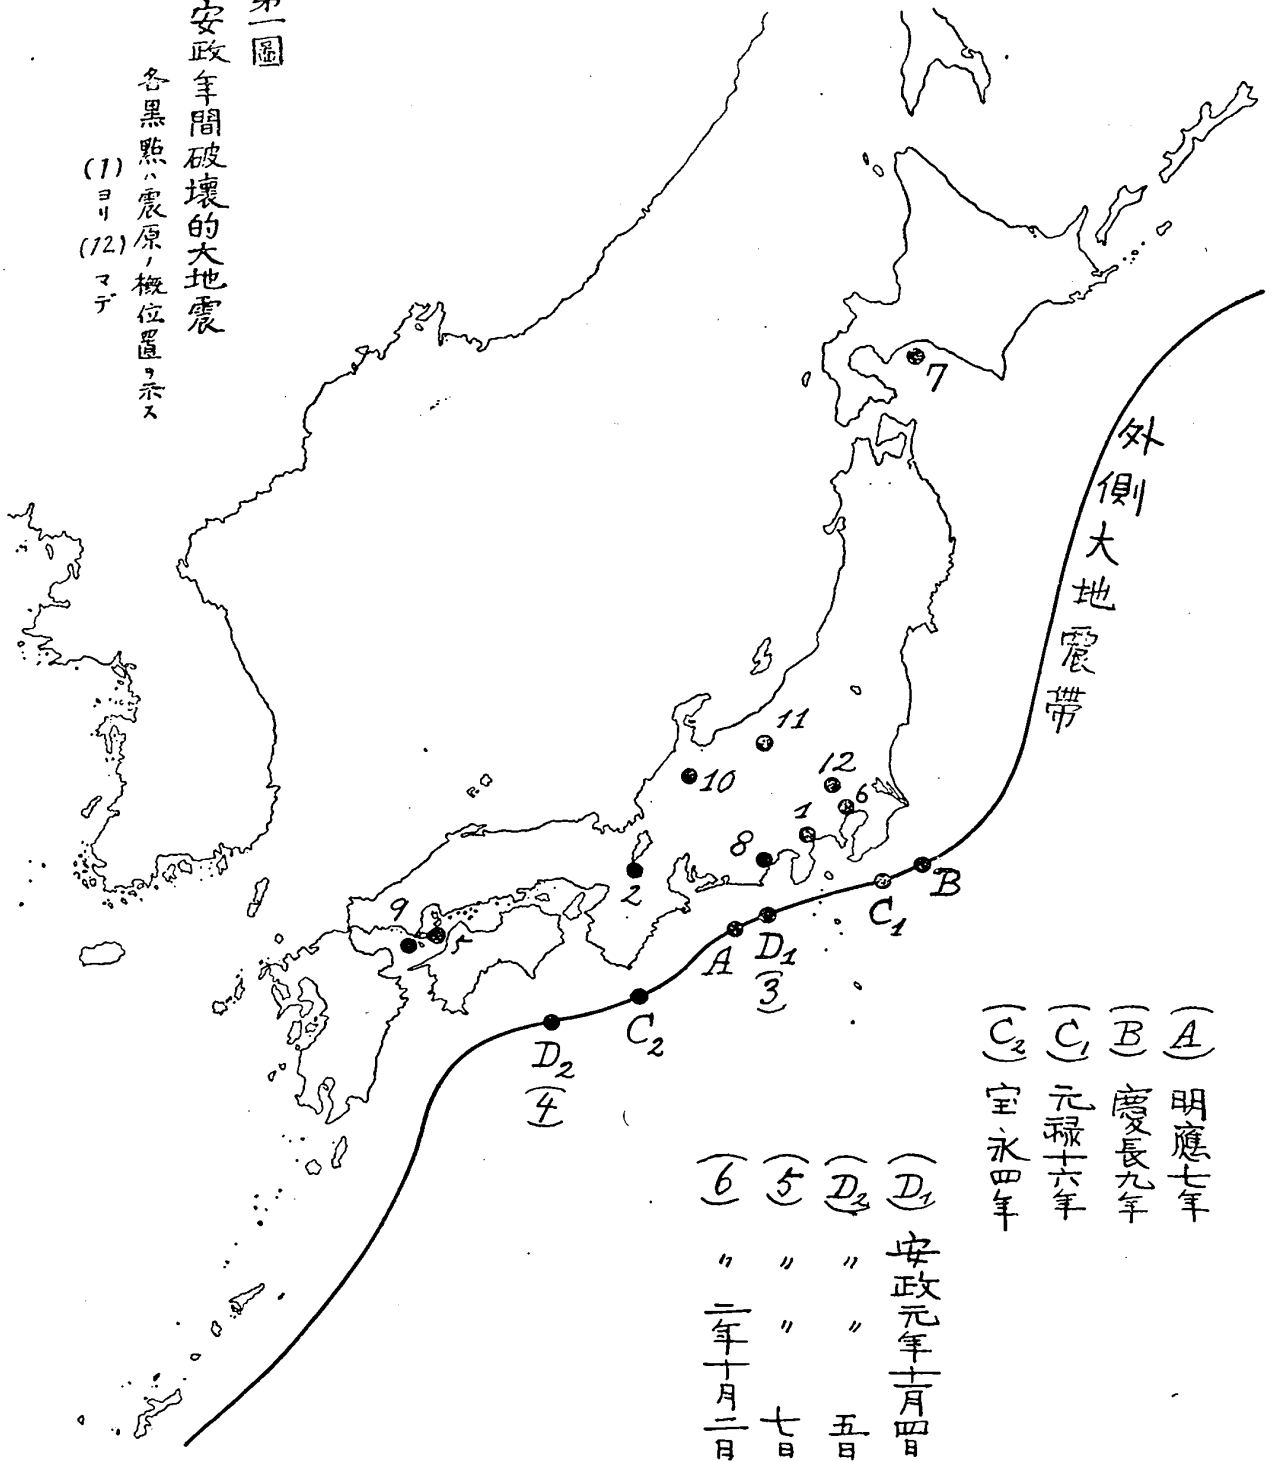 第一圖
安政年間破壞的大地震
各黑點ハ震原ノ概位置ヲ示ス
(1)ヨリ(12)マデ
外側大地震帶
7
11
10
12
6
1
8
2
9
5
B
C₁
A
D₁
(3)
C₂
D₂
(4)
(A) 明應七年
(B) 慶長九年
(C₁) 元禄十六年
(C₂) 宝永四年
(D₁) 安政元年十一月四日
(D₂) 〃 〃 五日
(5) 〃 〃 七日
(6) 〃 二年十月二日